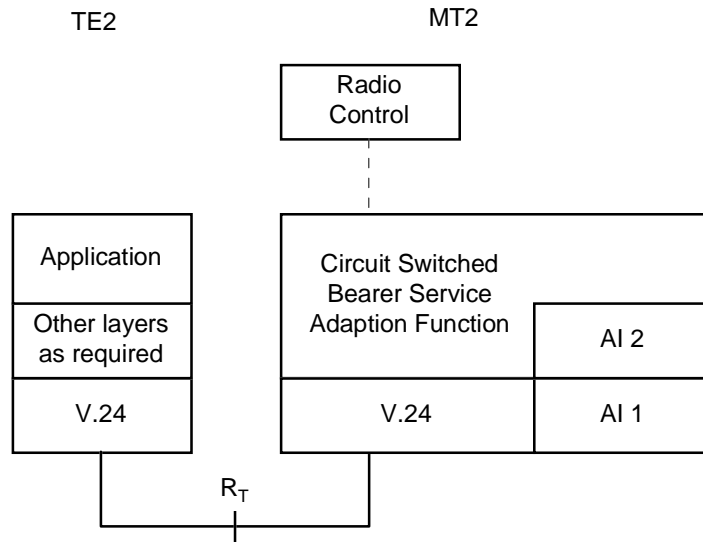 TE2
MT2
Radio
Control
Application
Other layers
as required
V.24
Circuit Switched
Bearer Service
Adaption Function
AI 2
V.24
AI 1
R_T